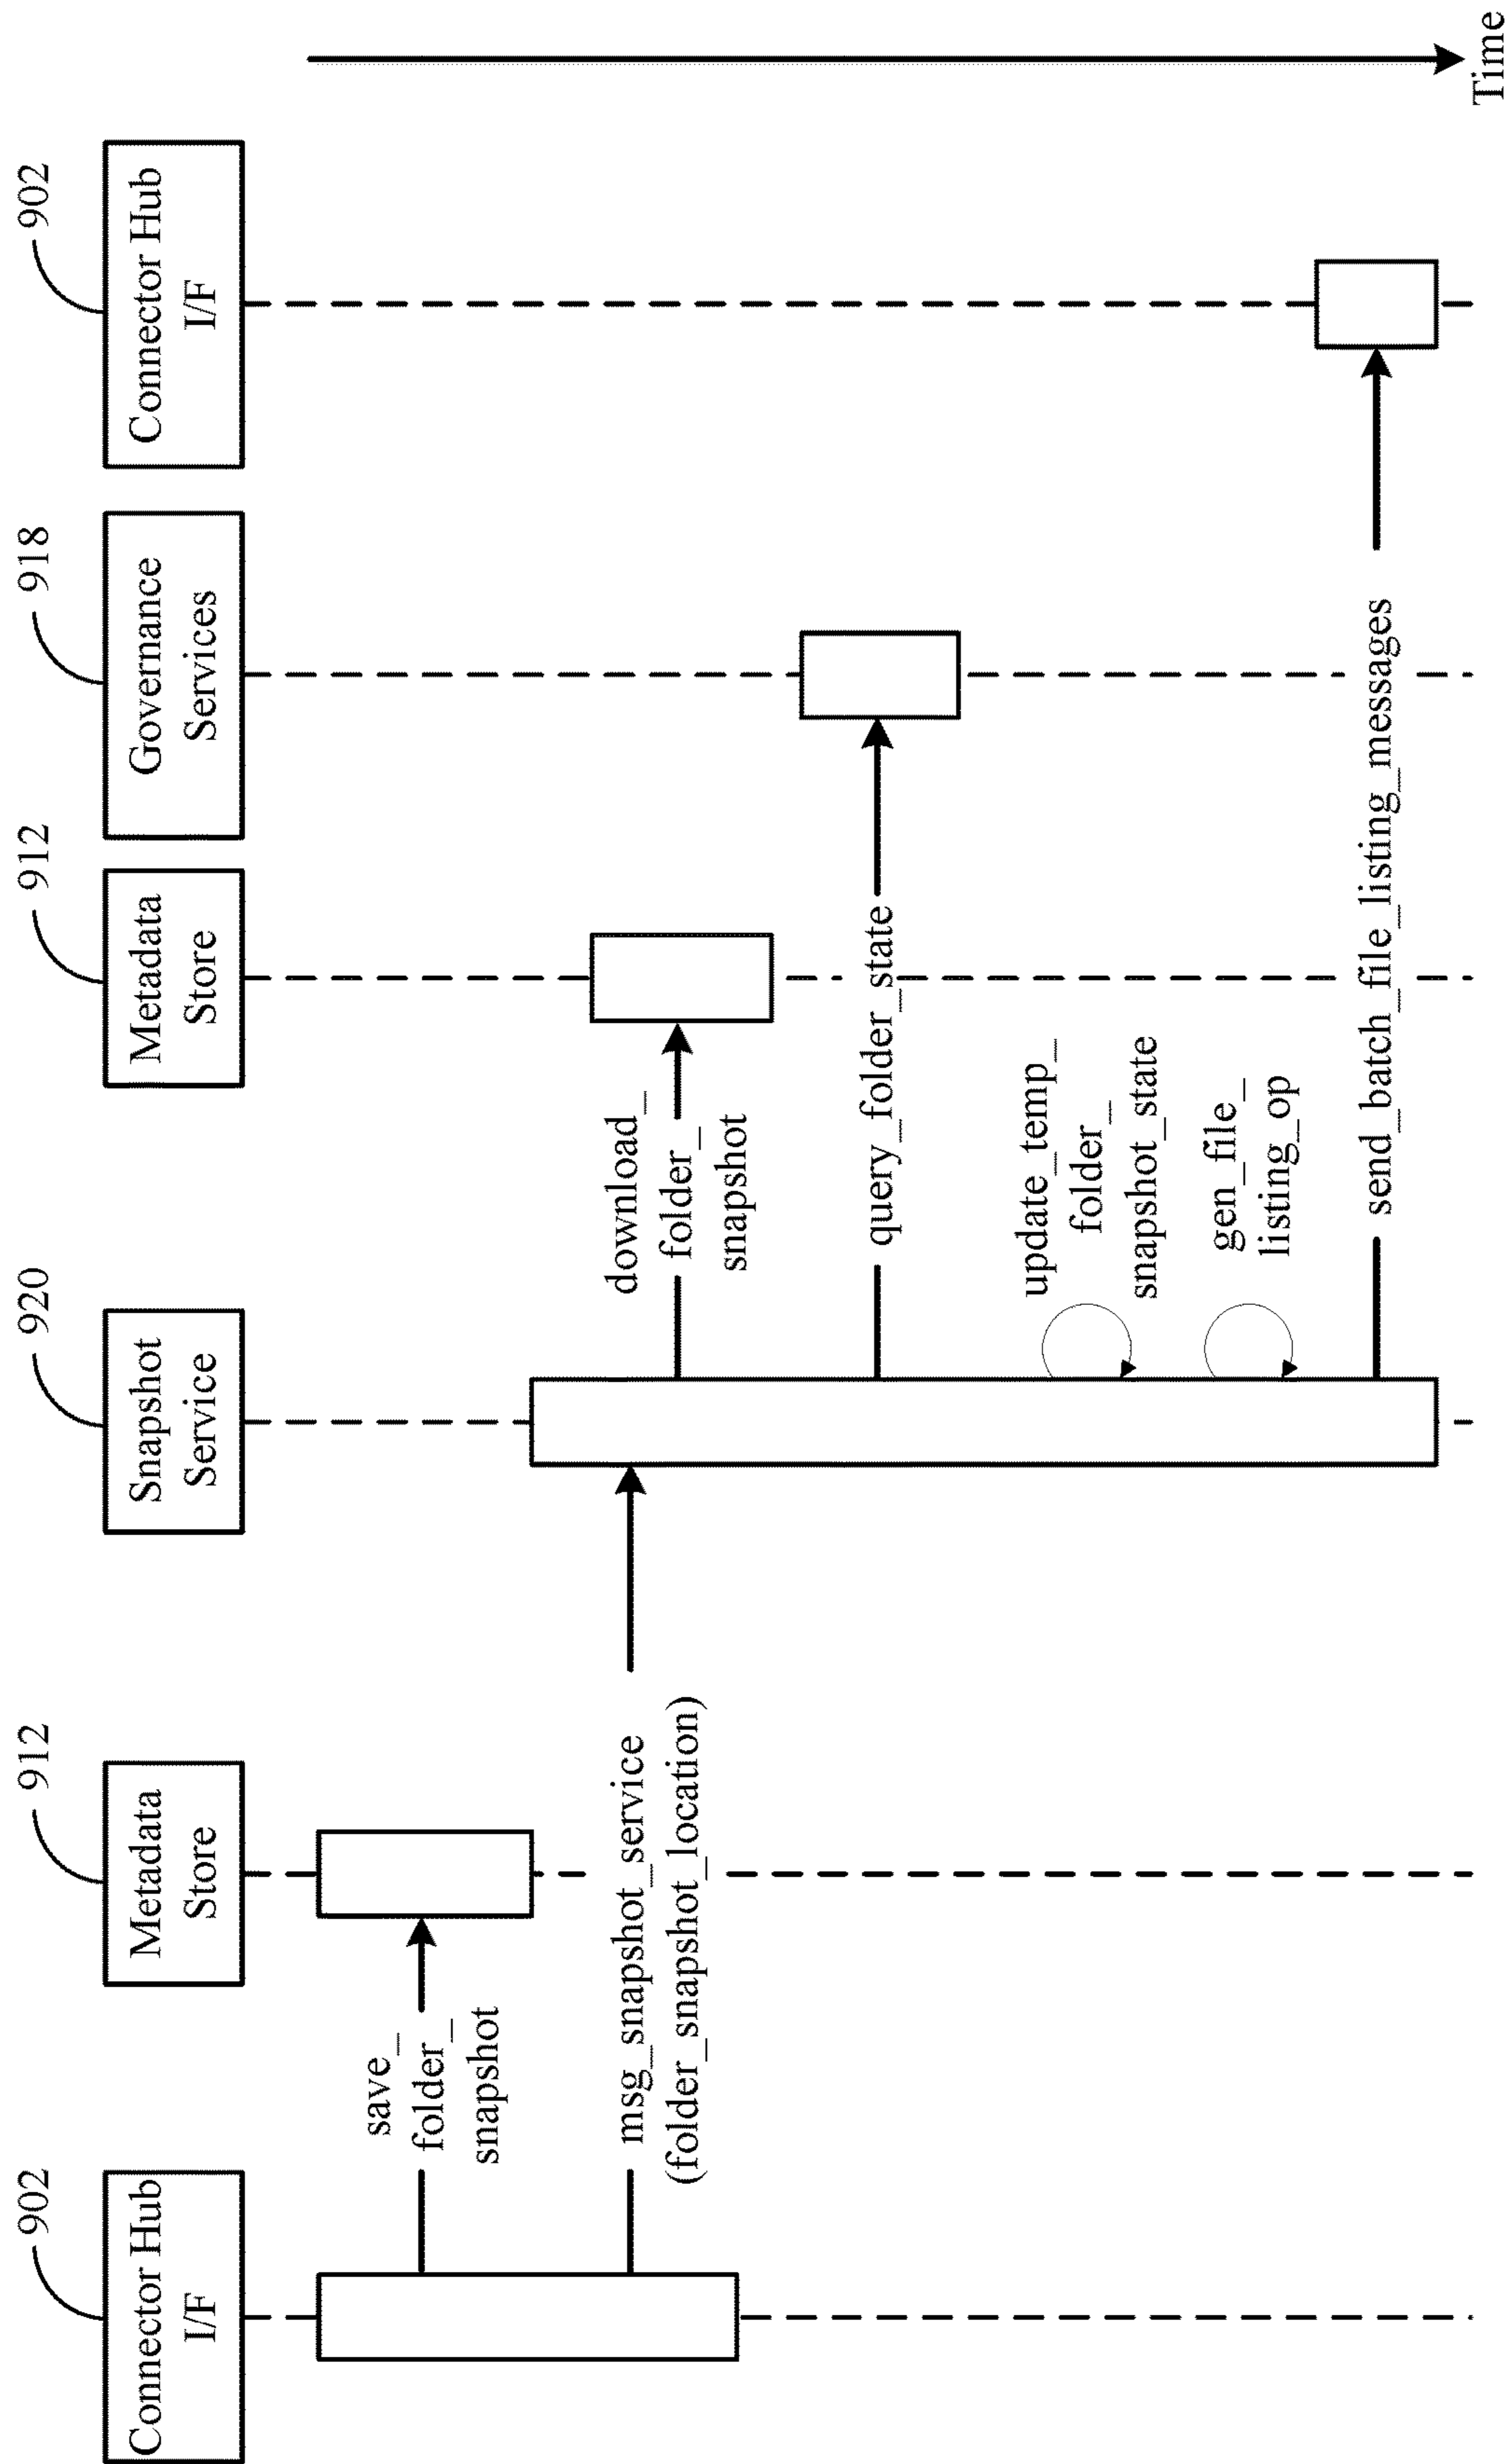 902
912
920
912
918
902
Connector Hub
I/F
Metadata
Store
Snapshot
Service
Metadata
Store
Governance
Services
Connector Hub
I/F
save_
folder_
snapshot
msg_snapshot_service
(folder_snapshot_location)
download_
folder_
snapshot
query_folder_state
update_temp_
folder_
snapshot_state
gen_file_
listing_op
send_batch_file_listing_messages
Time